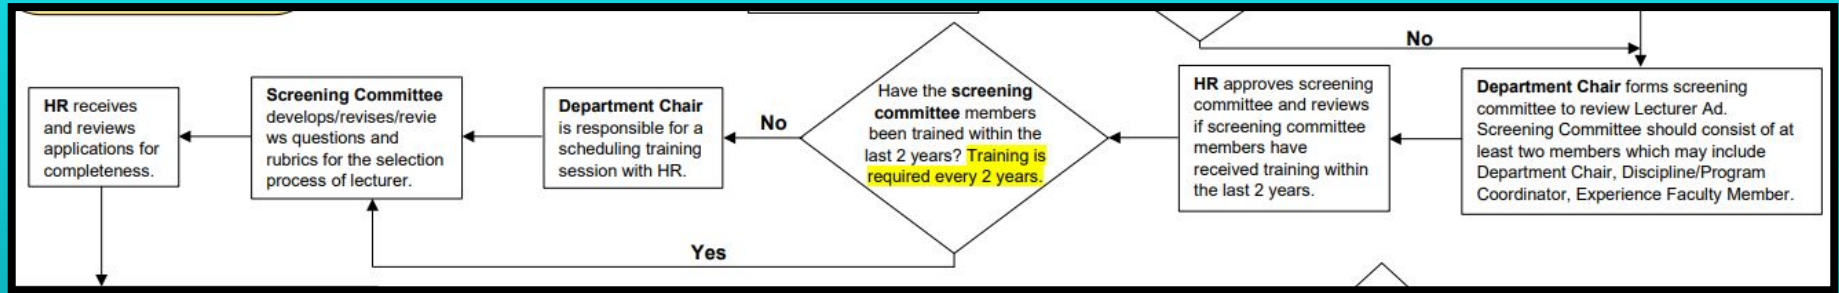 No
HR receives
and reviews
applications for
completeness.
Screening Committee
develops/revises/revie
ws questions and
rubrics for the selection
process of lecturer.
Department Chair
is responsible for a
scheduling training
session with HR.
No
Have the screening
committee members
been trained within the
last 2 years? Training is
required every 2 years.
HR approves screening
committee and reviews
if screening committee
members have
received training within
the last 2 years.
Department Chair forms screening
committee to review Lecturer Ad.
Screening Committee should consist of at
least two members which may include
Department Chair, Discipline/Program
Coordinator, Experience Faculty Member.
Yes